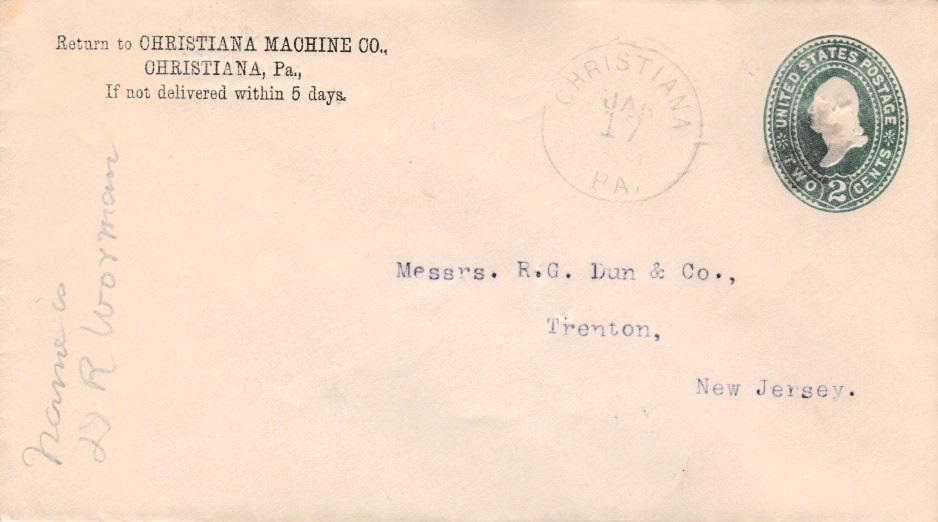 Return to CHRISTIANA MACHINE CO.,
CHRISTIANA, Pa.,
If not delivered within 5 days.
CHRISTIANA
JAN
17
PA.
UNITED STATES POSTAGE
TWO 2 CENTS
Messrs. R.G. Dun & Co.,
Trenton,
New Jersey.
Name is
D R Worman